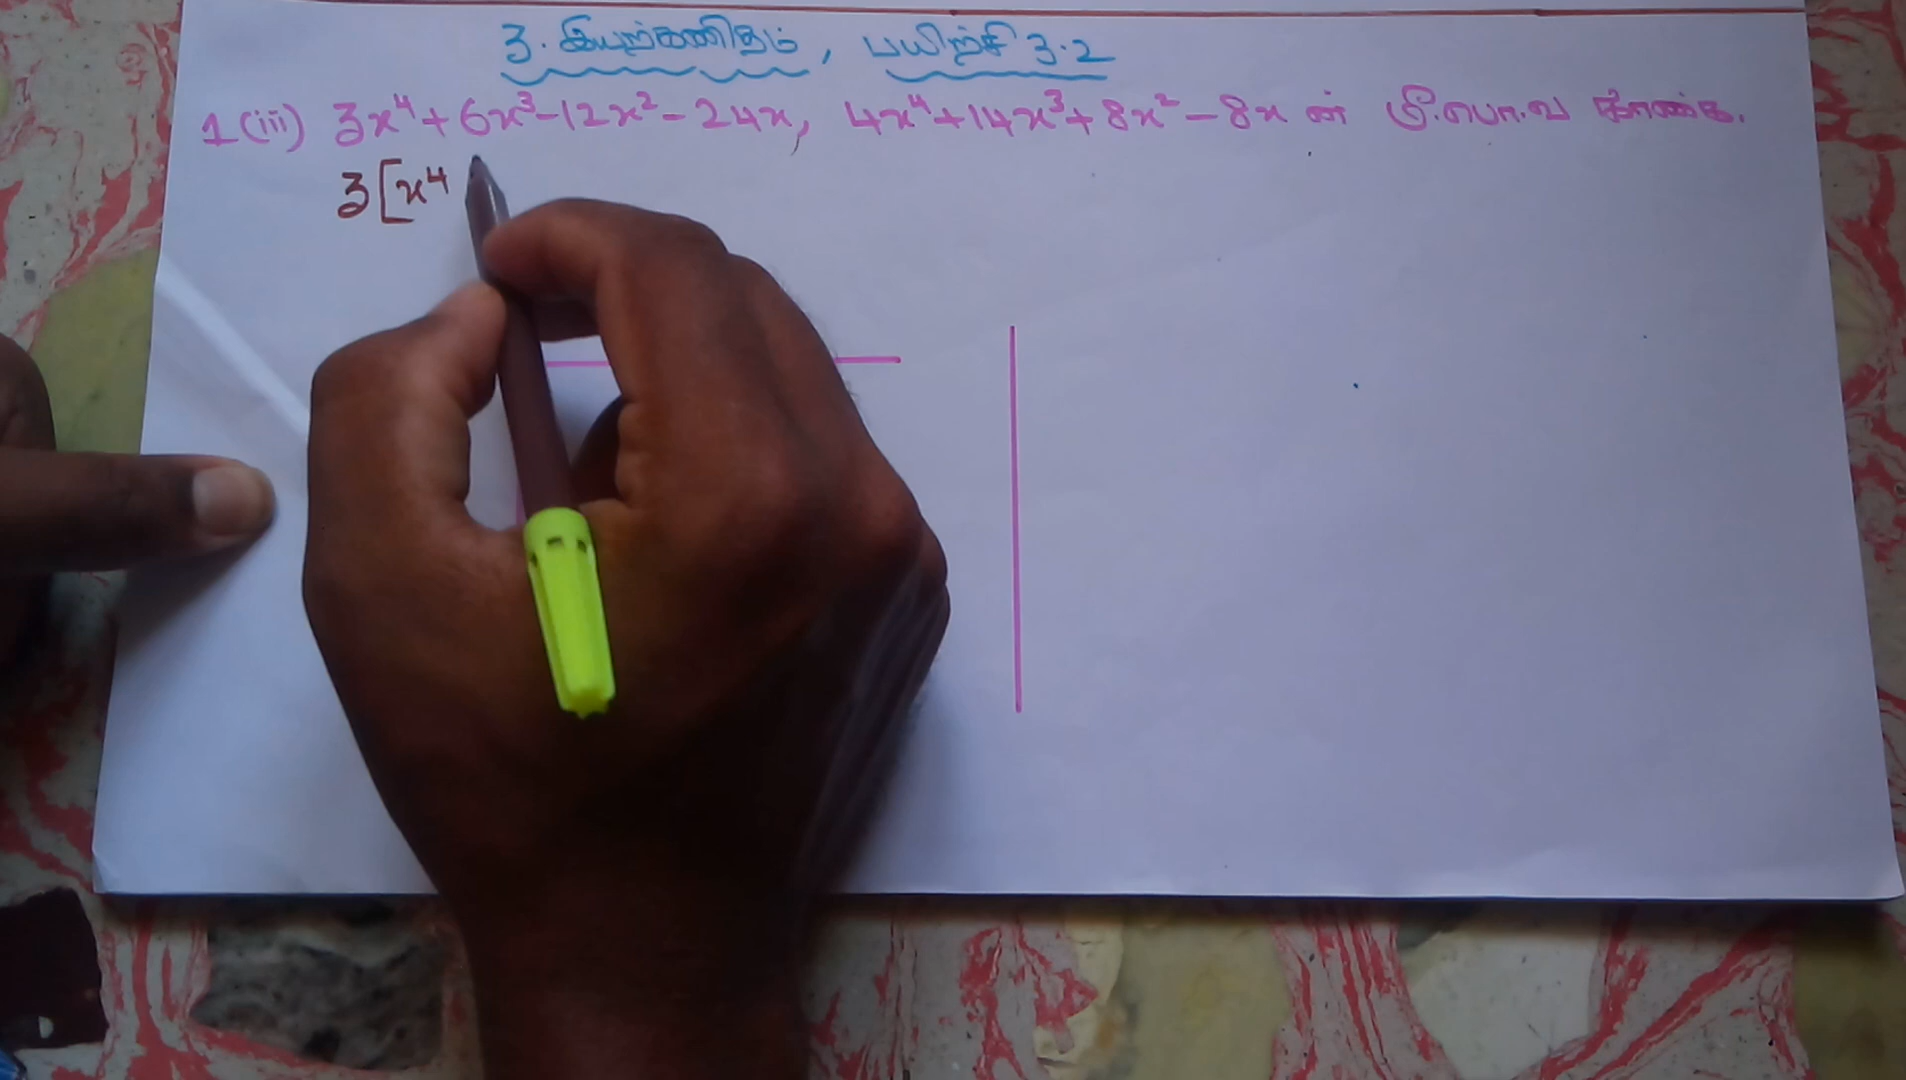 3. இயற்கணிதம், பயிற்சி 3.2
1(iii) 3x⁴+6x³-12x²-24x, 4x⁴+14x³+8x²-8x ன் மீ.பொ.வ காண்க.
3[x⁴